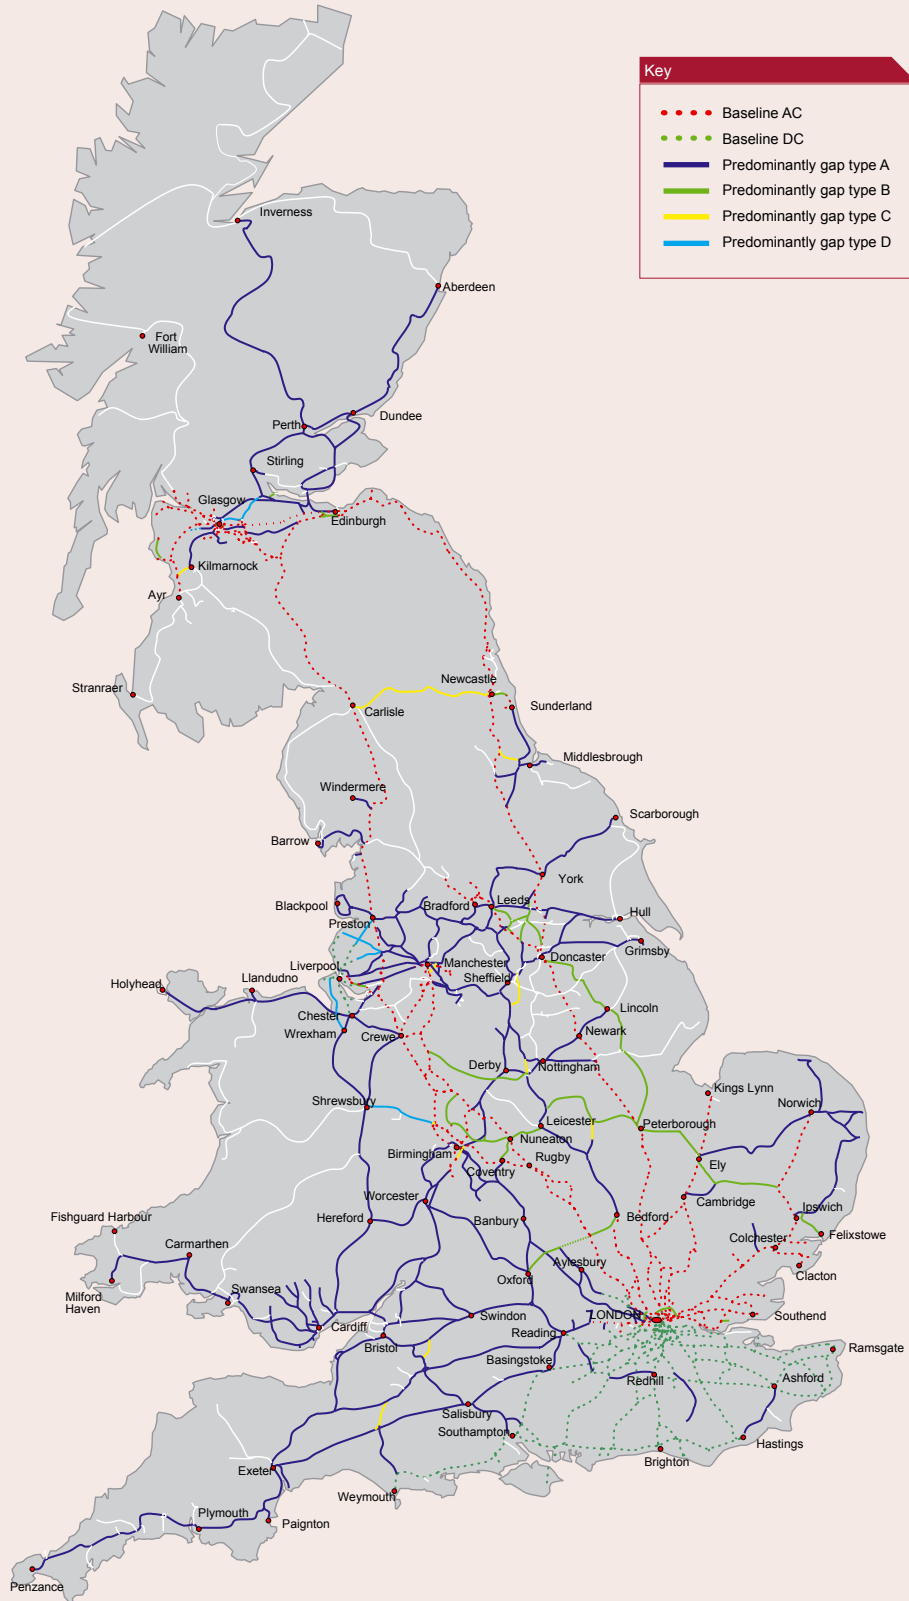 Key
Baseline AC
Baseline DC
Predominantly gap type A
Predominantly gap type B
Predominantly gap type C
Predominantly gap type D
Inverness
Aberdeen
Fort
William
Dundee
Perth
Stirling
Glasgow
Edinburgh
Kilmarnock
Ayr
Newcastle
Stranraer
Carlisle
Sunderland
Middlesbrough
Windermere
Scarborough
Barrow
York
Blackpool
Bradford
Leeds
Hull
Preston
Grimsby
Doncaster
Manchester
Liverpool
Sheffield
Holyhead
Llandudno
Lincoln
Chester
Wrexham
Crewe
Newark
Derby
Nottingham
Kings Lynn
Shrewsbury
Norwich
Leicester
Peterborough
Nuneaton
Birmingham
Rugby
Ely
Coventry
Worcester
Cambridge
Ipswich
Fishguard Harbour
Hereford
Banbury
Bedford
Felixstowe
Colchester
Carmarthen
Aylesbury
Clacton
Oxford
Milford
Haven
Swansea
LONDON
Southend
Swindon
Cardiff
Reading
Bristol
Ramsgate
Basingstoke
Redhill
Ashford
Salisbury
Southampton
Hastings
Brighton
Exeter
Weymouth
Plymouth
Paignton
Penzance